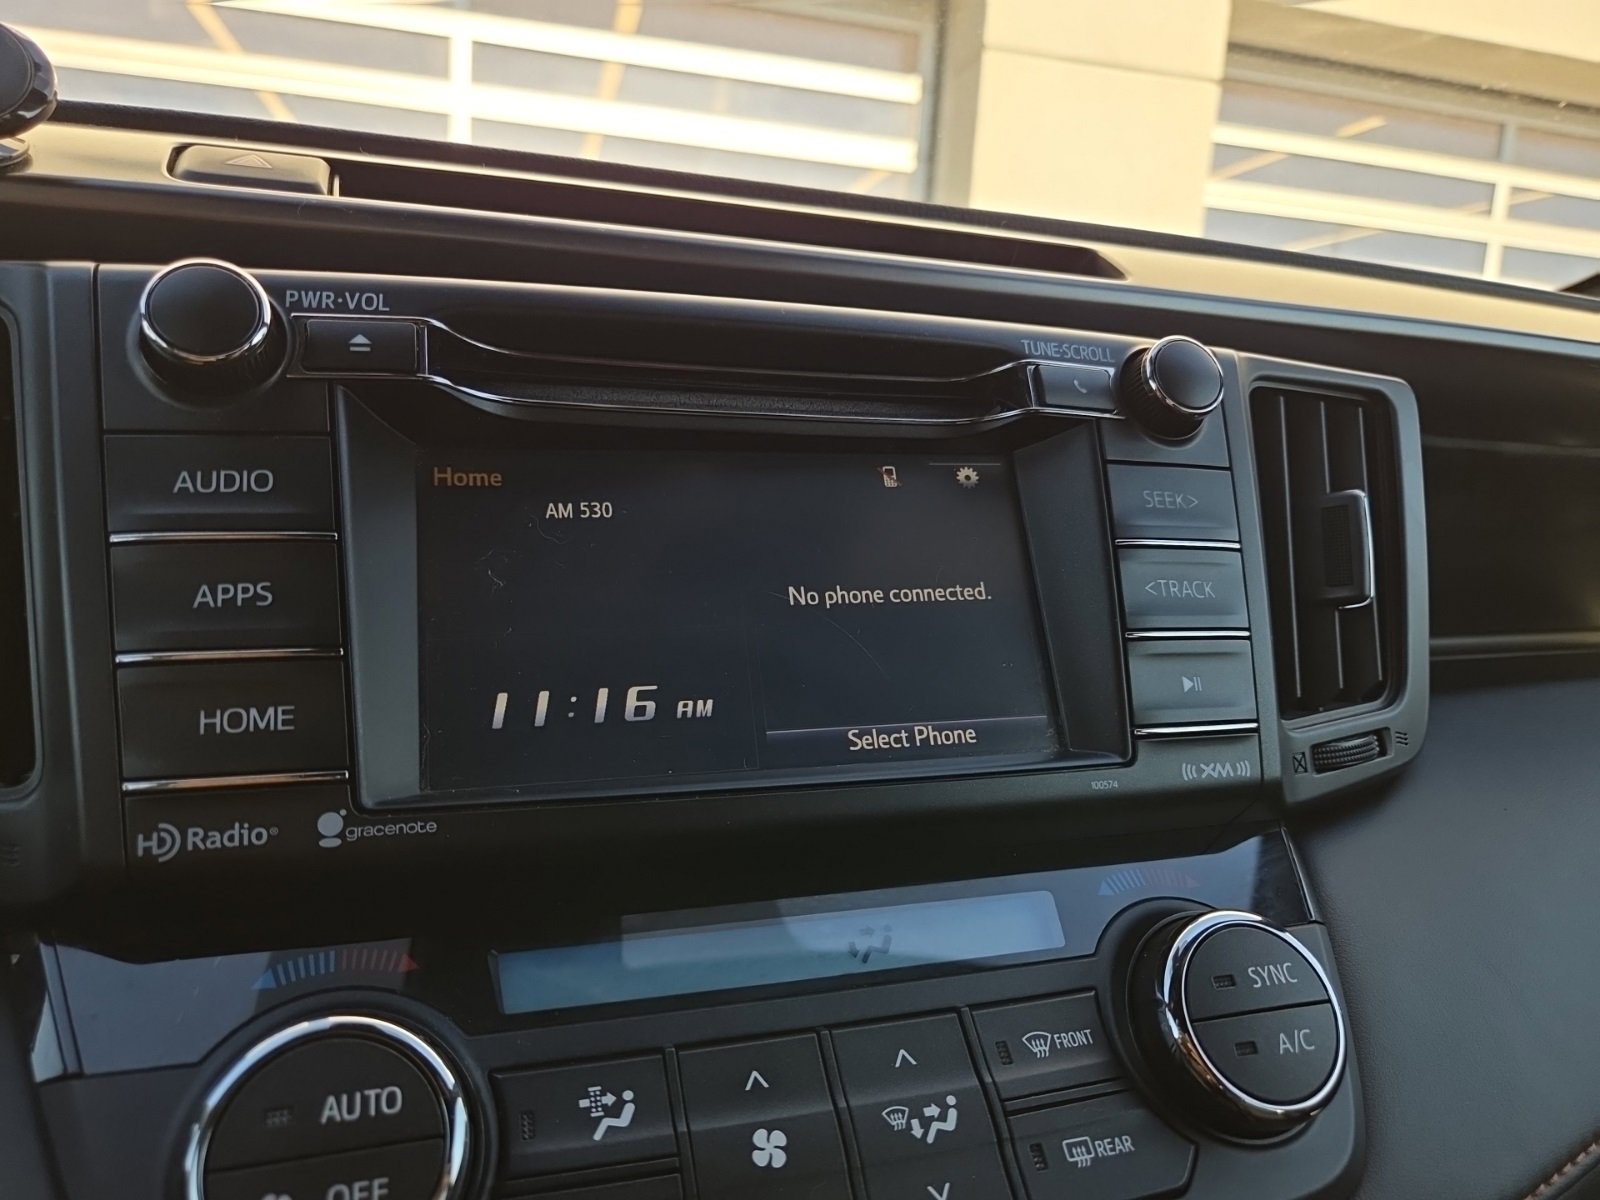 PWR·VOL
TUNE·SCROLL
AUDIO
APPS
HOME
Home
AM 530
No phone connected.
11:16 AM
Select Phone
SEEK>
<TRACK
XM
100574
HD Radio®
gracenote
SYNC
A/C
AUTO
OFF
FRONT
REAR